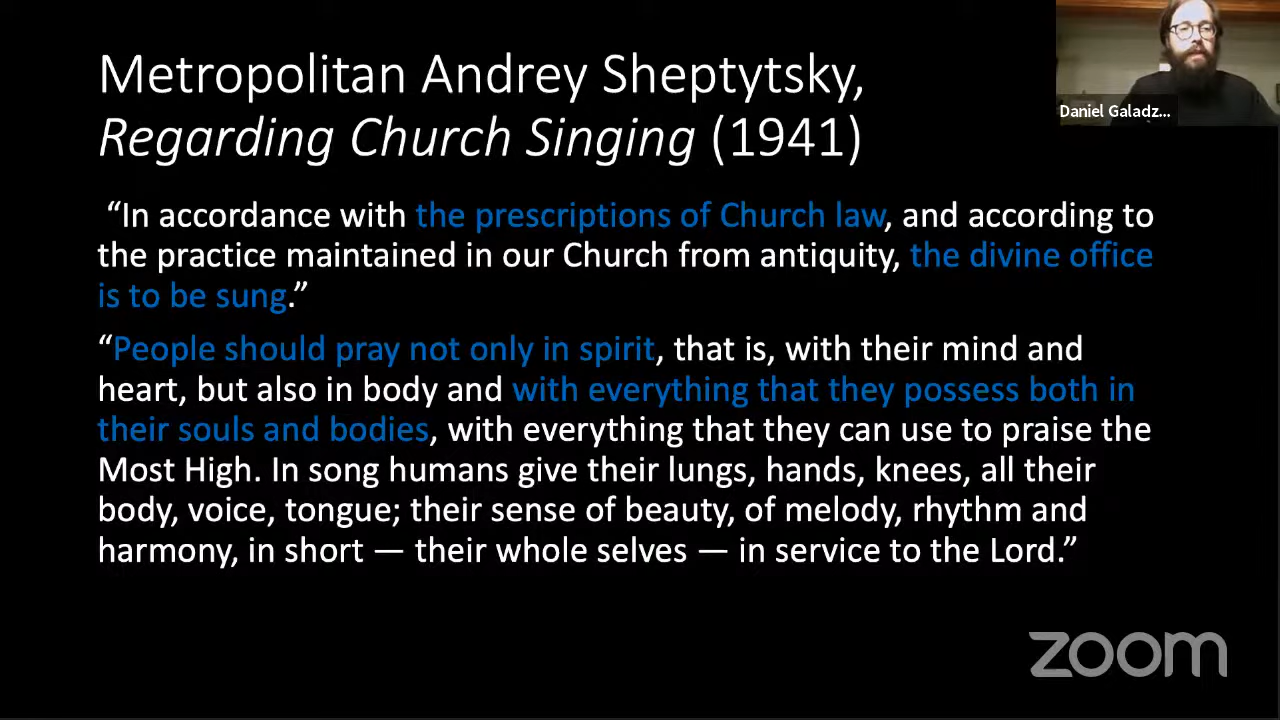 Metropolitan Andrey Sheptytsky,
Regarding Church Singing (1941)
Daniel Galadz...
“In accordance with the prescriptions of Church law, and according to
the practice maintained in our Church from antiquity, the divine office
is to be sung.”
“People should pray not only in spirit, that is, with their mind and
heart, but also in body and with everything that they possess both in
their souls and bodies, with everything that they can use to praise the
Most High. In song humans give their lungs, hands, knees, all their
body, voice, tongue; their sense of beauty, of melody, rhythm and
harmony, in short — their whole selves — in service to the Lord.”
zoom